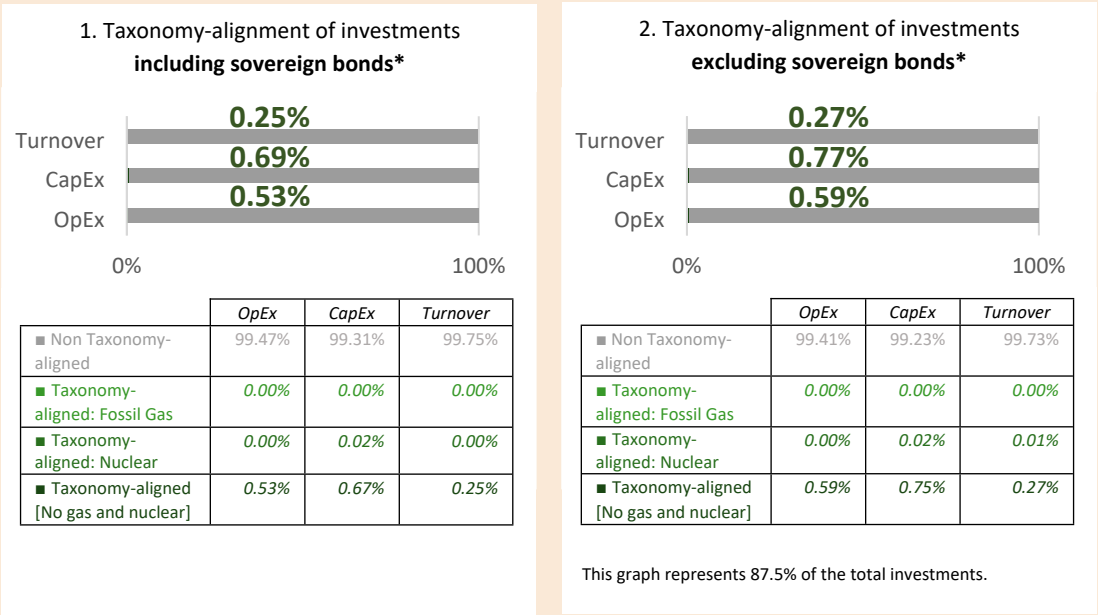 1. Taxonomy-alignment of investments
including sovereign bonds*
0.25%
Turnover
0.69%
CapEx
0.53%
OpEx
0% 100%
OpEx CapEx Turnover
■ Non Taxonomy- 99.47% 99.31% 99.75%
aligned
■ Taxonomy- 0.00% 0.00% 0.00%
aligned: Fossil Gas
■ Taxonomy- 0.00% 0.02% 0.00%
aligned: Nuclear
■ Taxonomy-aligned 0.53% 0.67% 0.25%
[No gas and nuclear]
2. Taxonomy-alignment of investments
excluding sovereign bonds*
0.27%
Turnover
0.77%
CapEx
0.59%
OpEx
0% 100%
OpEx CapEx Turnover
■ Non Taxonomy- 99.41% 99.23% 99.73%
aligned
■ Taxonomy- 0.00% 0.00% 0.00%
aligned: Fossil Gas
■ Taxonomy- 0.00% 0.02% 0.01%
aligned: Nuclear
■ Taxonomy-aligned 0.59% 0.75% 0.27%
[No gas and nuclear]
This graph represents 87.5% of the total investments.